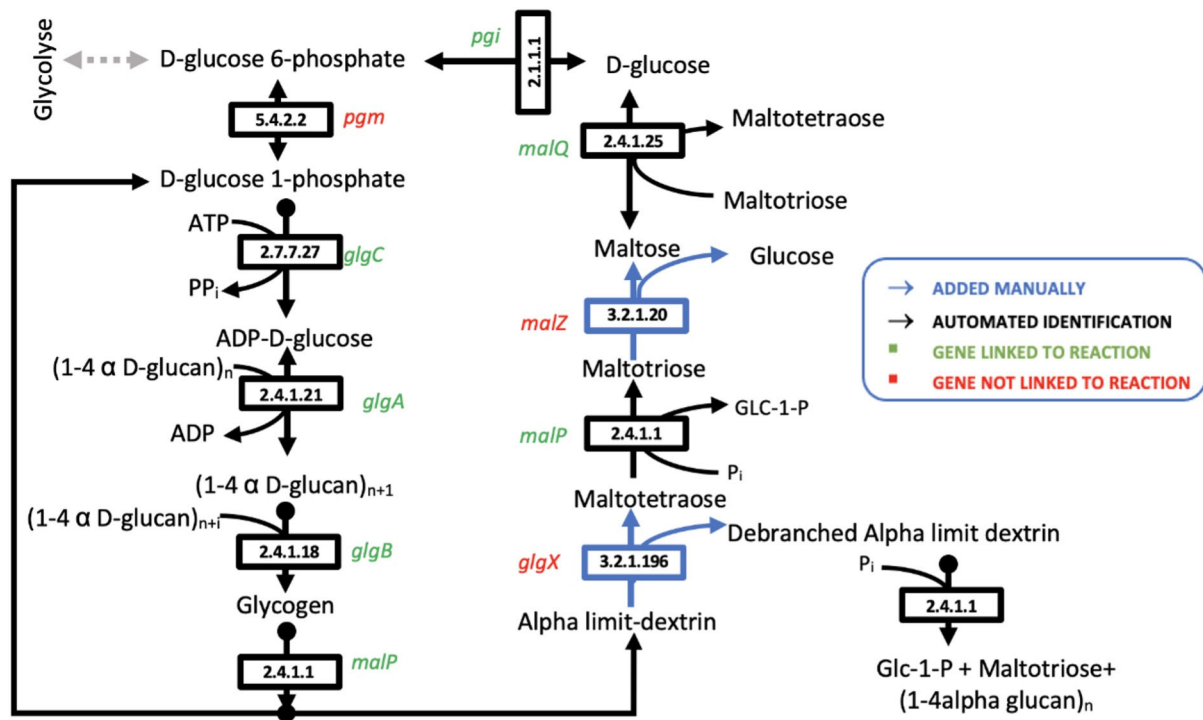 Glycolyse
D-glucose 6-phosphate
pgi
2.1.1.1
D-glucose
5.4.2.2
pgm
D-glucose 1-phosphate
ATP
2.7.7.27
glgC
PPi
ADP-D-glucose
(1-4 α D-glucan)n
2.4.1.21
glgA
ADP
(1-4 α D-glucan)n+1
(1-4 α D-glucan)n+i
2.4.1.18
glgB
Glycogen
2.4.1.1
malP
malQ
2.4.1.25
Maltotetraose
Maltotriose
Maltose
Glucose
malZ
3.2.1.20
Maltotriose
malP
2.4.1.1
GLC-1-P
Pi
Maltotetraose
glgX
3.2.1.196
Debranched Alpha limit dextrin
Alpha limit-dextrin
Pi
2.4.1.1
Glc-1-P + Maltotriose+
(1-4alpha glucan)n
ADDED MANUALLY
AUTOMATED IDENTIFICATION
GENE LINKED TO REACTION
GENE NOT LINKED TO REACTION